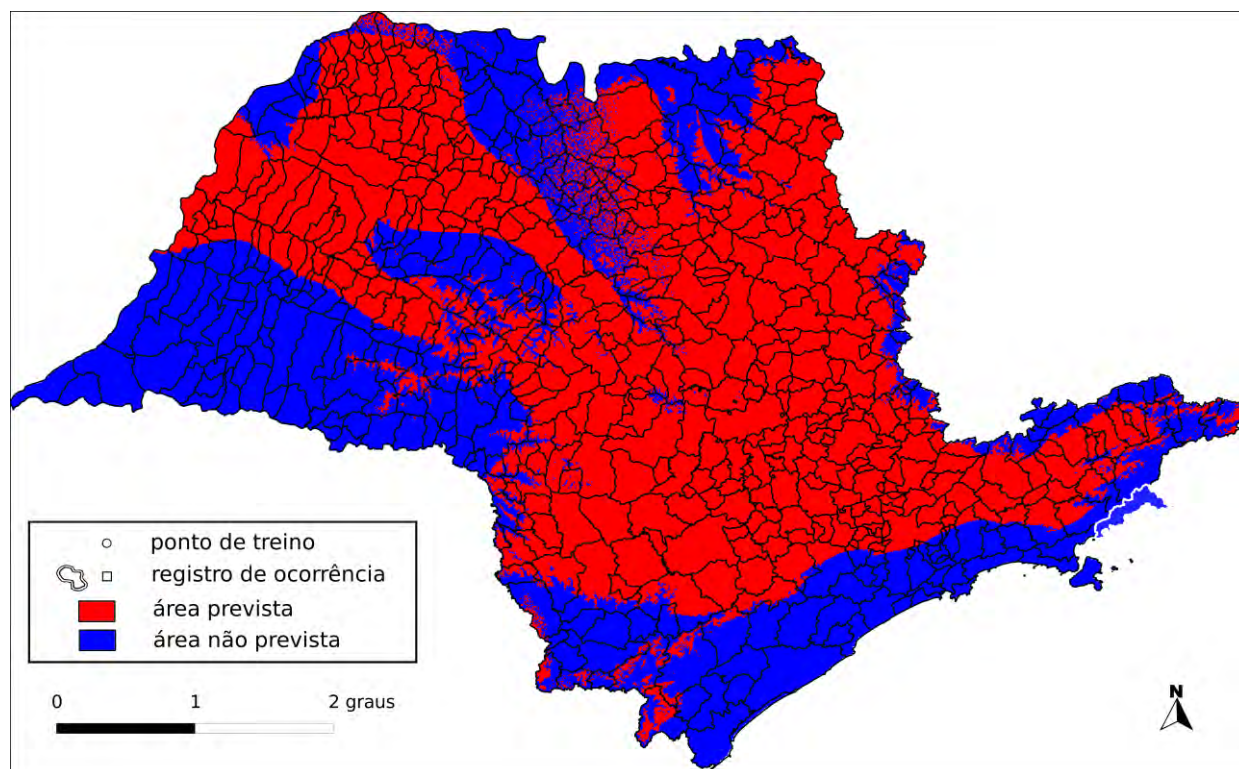 ponto de treino
registro de ocorrência
área prevista
área não prevista
0 1 2 graus
N